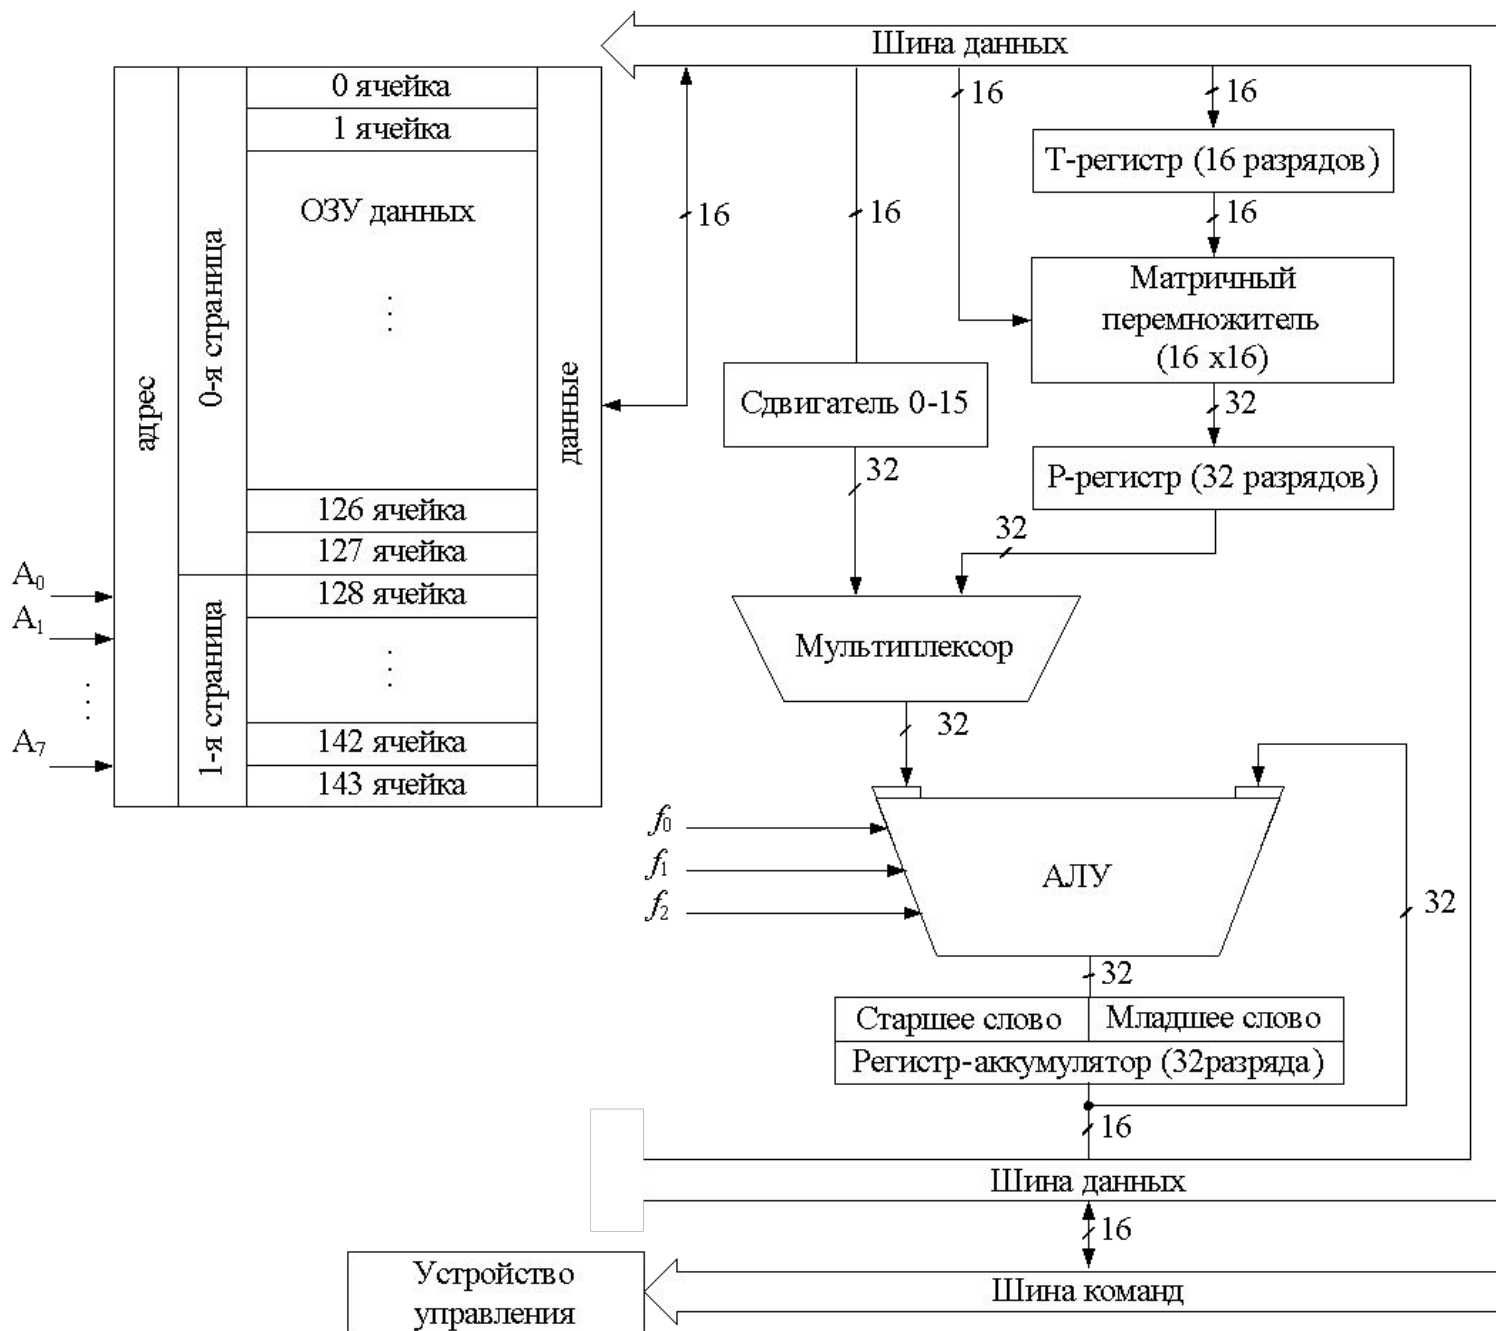 Шина данных
0 ячейка
1 ячейка
ОЗУ данных
⋮
126 ячейка
127 ячейка
128 ячейка
⋮
142 ячейка
143 ячейка
адрес
0-я страница
1-я страница
данные
A0
A1
⋮
A7
16
16
16
16
Т-регистр (16 разрядов)
16
Матричный
перемножитель
(16 x16)
32
Р-регистр (32 разрядов)
32
Сдвигатель 0-15
32
Мультиплексор
32
f0
f1
f2
АЛУ
32
32
Старшее слово
Младшее слово
Регистр-аккумулятор (32разряда)
16
Шина данных
16
Шина команд
Устройство
управления